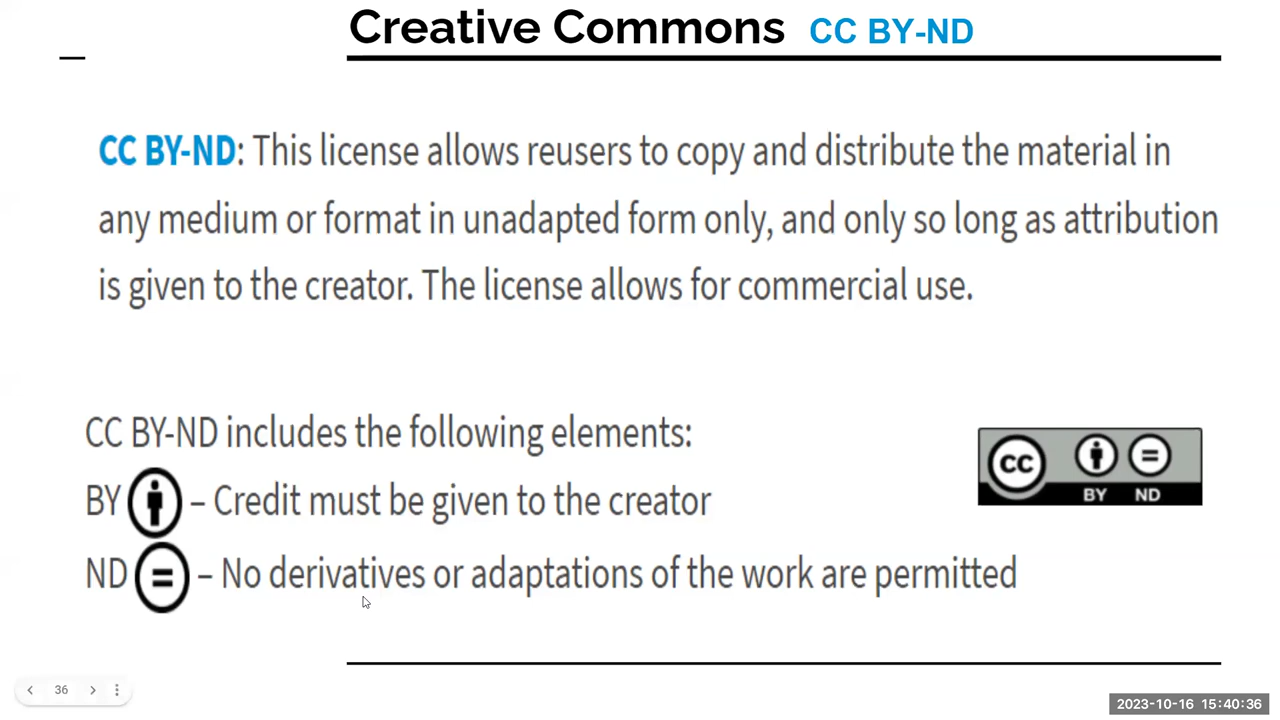 Creative Commons CC BY-ND
CC BY-ND: This license allows reusers to copy and distribute the material in
any medium or format in unadapted form only, and only so long as attribution
is given to the creator. The license allows for commercial use.
CC BY-ND includes the following elements:
BY – Credit must be given to the creator
ND = – No derivatives or adaptations of the work are permitted
CC =
BY ND
36
2023-10-16 15:40:36